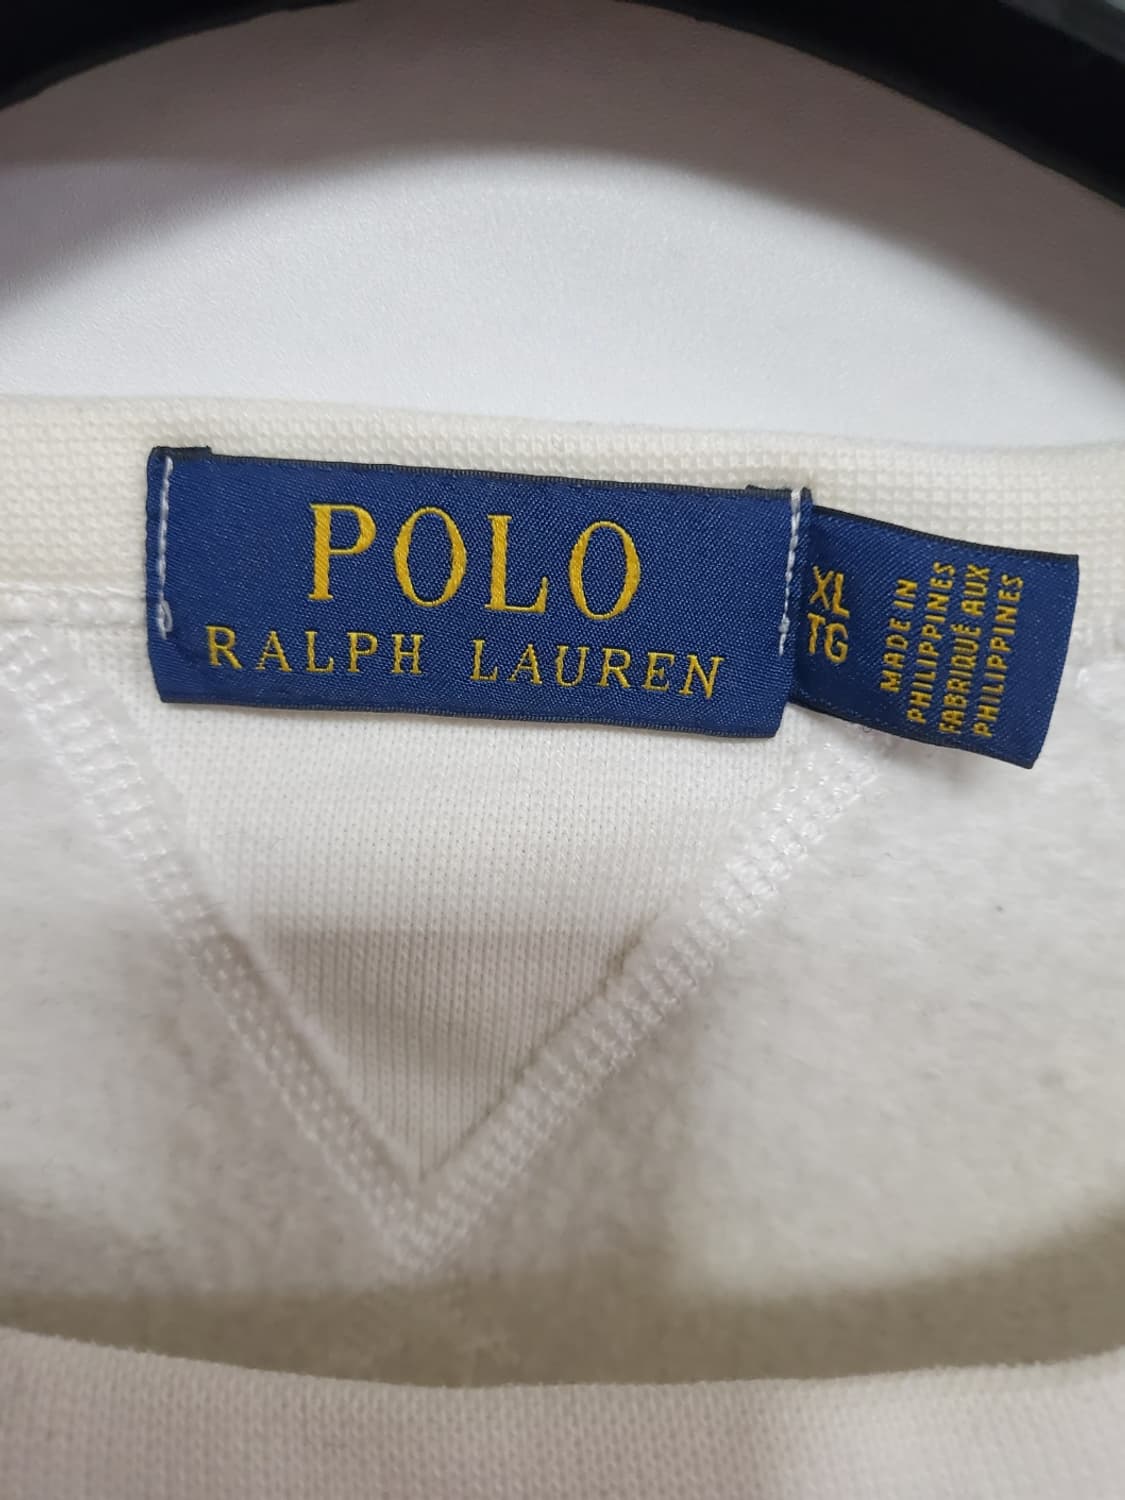 POLO
RALPH LAUREN
XL
TG
MADE IN
PHILIPPINES
FABRIQUÉ AUX
PHILIPPINES